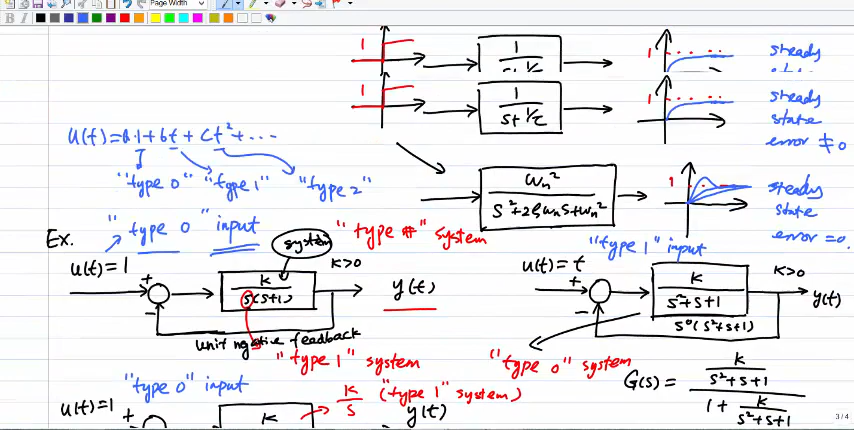 Page Width
B I
1
1
steady
1
1/(s+1/τ)
1
steady
state
error ≠ 0
u(t)=a·1+bt+ct²+...
"type 0" "type 1" "type 2"
ωn²/(s²+2ζωns+ωn²)
1
steady
state
error =0.
Ex.
"type 0" input
system
"type #" system
"type 1" input
u(t)=1
+
−
K/(s(s+1))
K>0
y(t)
unit negative feedback
"type 1" system
u(t)=t
+
−
K/(s²+s+1)
K>0
y(t)
s⁰(s²+s+1)
"type 0" system
G(s) = (K/(s²+s+1))/(1+K/(s²+s+1))
"type 0" input
K/s ("type 1" system)
u(t)=1
+
K
y(t)
3/4